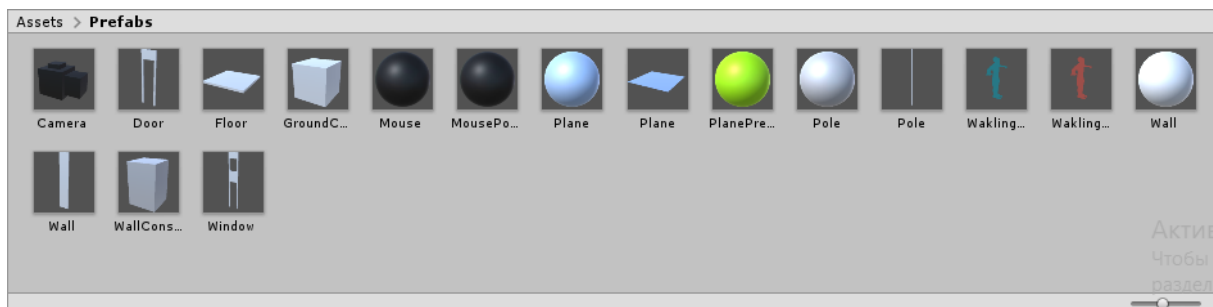 Assets > Prefabs
Camera Door Floor GroundC... Mouse MousePo... Plane Plane PlanePre... Pole Pole Wakling... Wakling... Wall
Wall WallCons... Window
Актив
Чтобы
раздел